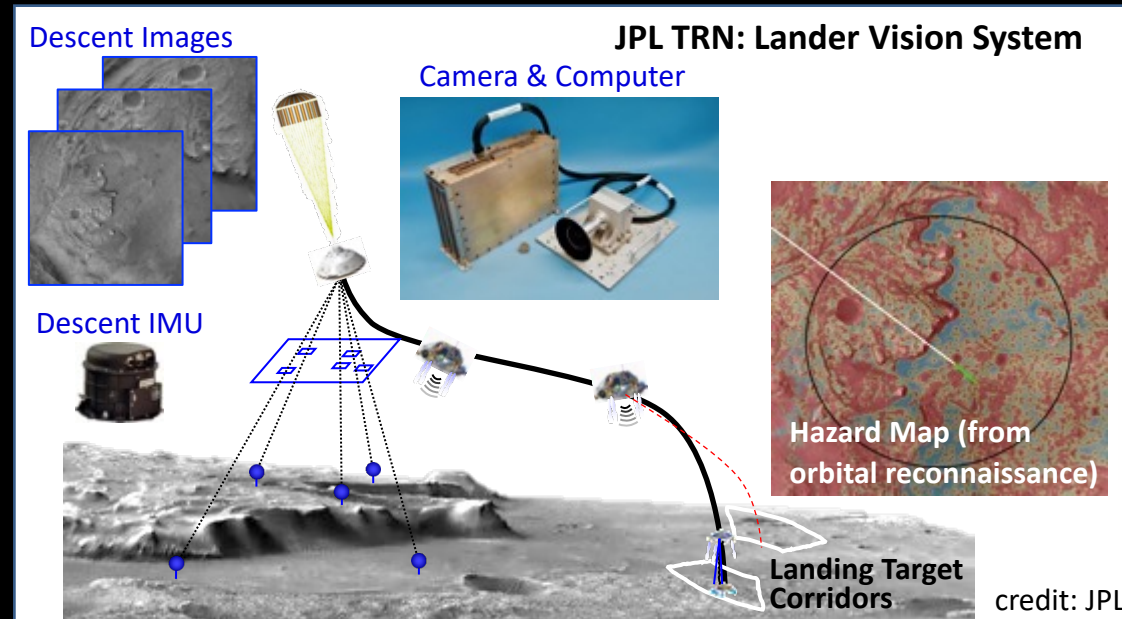 JPL TRN: Lander Vision System
Descent Images
Camera & Computer
Descent IMU
Hazard Map (from
orbital reconnaissance)
Landing Target
Corridors
credit: JPL